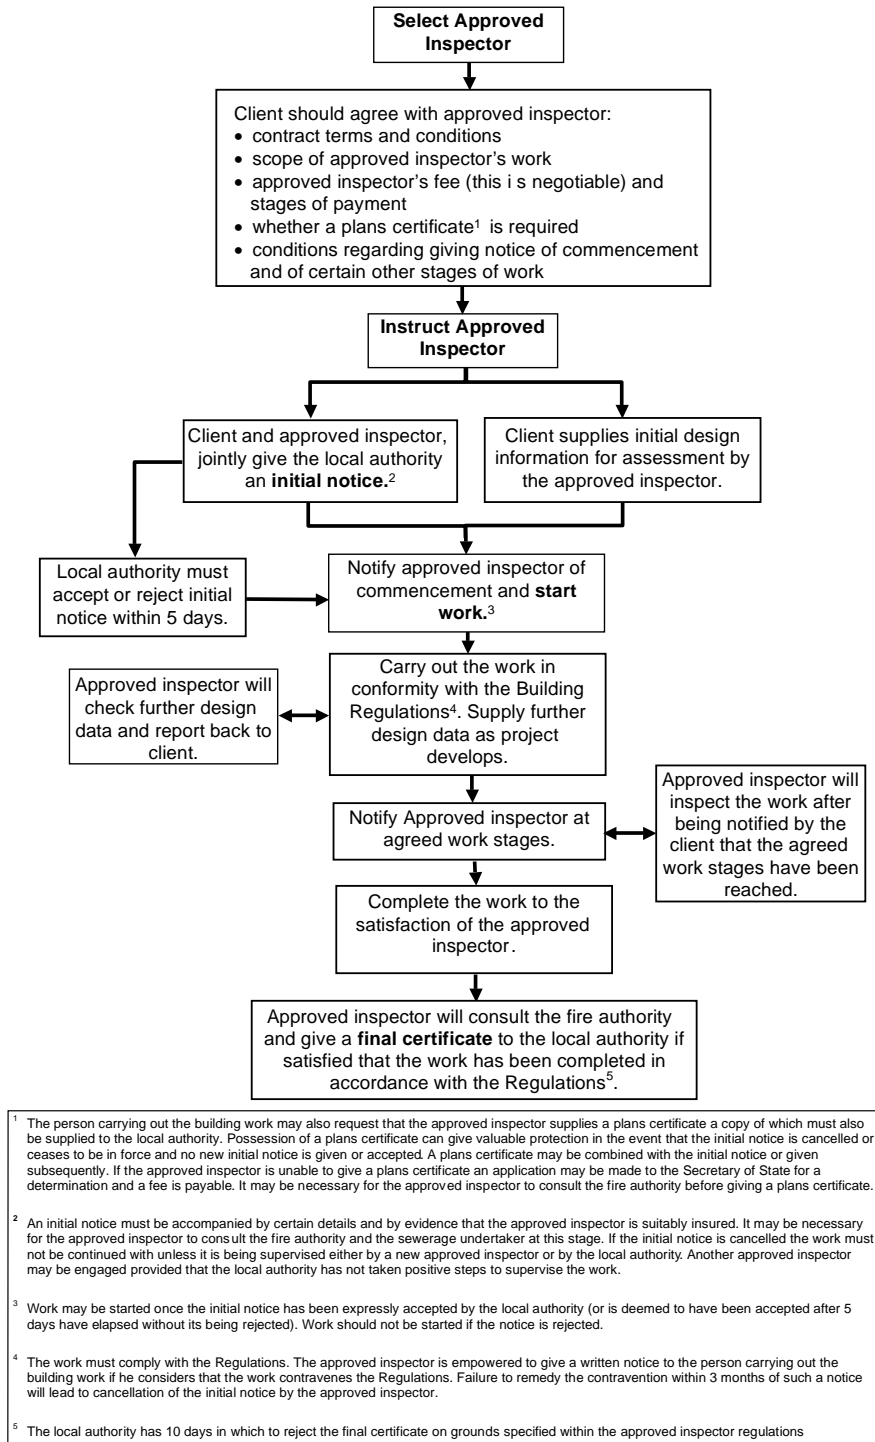 Select Approved
Inspector
Client should agree with approved inspector:
• contract terms and conditions
• scope of approved inspector's work
• approved inspector's fee (this i s negotiable) and
stages of payment
• whether a plans certificate¹ is required
• conditions regarding giving notice of commencement
and of certain other stages of work
Instruct Approved
Inspector
Client and approved inspector,
jointly give the local authority
an initial notice.²
Client supplies initial design
information for assessment by
the approved inspector.
Local authority must
accept or reject initial
notice within 5 days.
Notify approved inspector of
commencement and start
work.³
Approved inspector will
check further design
data and report back to
client.
Carry out the work in
conformity with the Building
Regulations⁴. Supply further
design data as project
develops.
Notify Approved inspector at
agreed work stages.
Approved inspector will
inspect the work after
being notified by the
client that the agreed
work stages have been
reached.
Complete the work to the
satisfaction of the approved
inspector.
Approved inspector will consult the fire authority
and give a final certificate to the local authority if
satisfied that the work has been completed in
accordance with the Regulations⁵.
¹ The person carrying out the building work may also request that the approved inspector supplies a plans certificate a copy of which must also
be supplied to the local authority. Possession of a plans certificate can give valuable protection in the event that the initial notice is cancelled or
ceases to be in force and no new initial notice is given or accepted. A plans certificate may be combined with the initial notice or given
subsequently. If the approved inspector is unable to give a plans certificate an application may be made to the Secretary of State for a
determination and a fee is payable. It may be necessary for the approved inspector to consult the fire authority before giving a plans certificate.
² An initial notice must be accompanied by certain details and by evidence that the approved inspector is suitably insured. It may be necessary
for the approved inspector to consult the fire authority and the sewerage undertaker at this stage. If the initial notice is cancelled the work must
not be continued with unless it is being supervised either by a new approved inspector or by the local authority. Another approved inspector
may be engaged provided that the local authority has not taken positive steps to supervise the work.
³ Work may be started once the initial notice has been expressly accepted by the local authority (or is deemed to have been accepted after 5
days have elapsed without its being rejected). Work should not be started if the notice is rejected.
⁴ The work must comply with the Regulations. The approved inspector is empowered to give a written notice to the person carrying out the
building work if he considers that the work contravenes the Regulations. Failure to remedy the contravention within 3 months of such a notice
will lead to cancellation of the initial notice by the approved inspector.
⁵ The local authority has 10 days in which to reject the final certificate on grounds specified within the approved inspector regulations